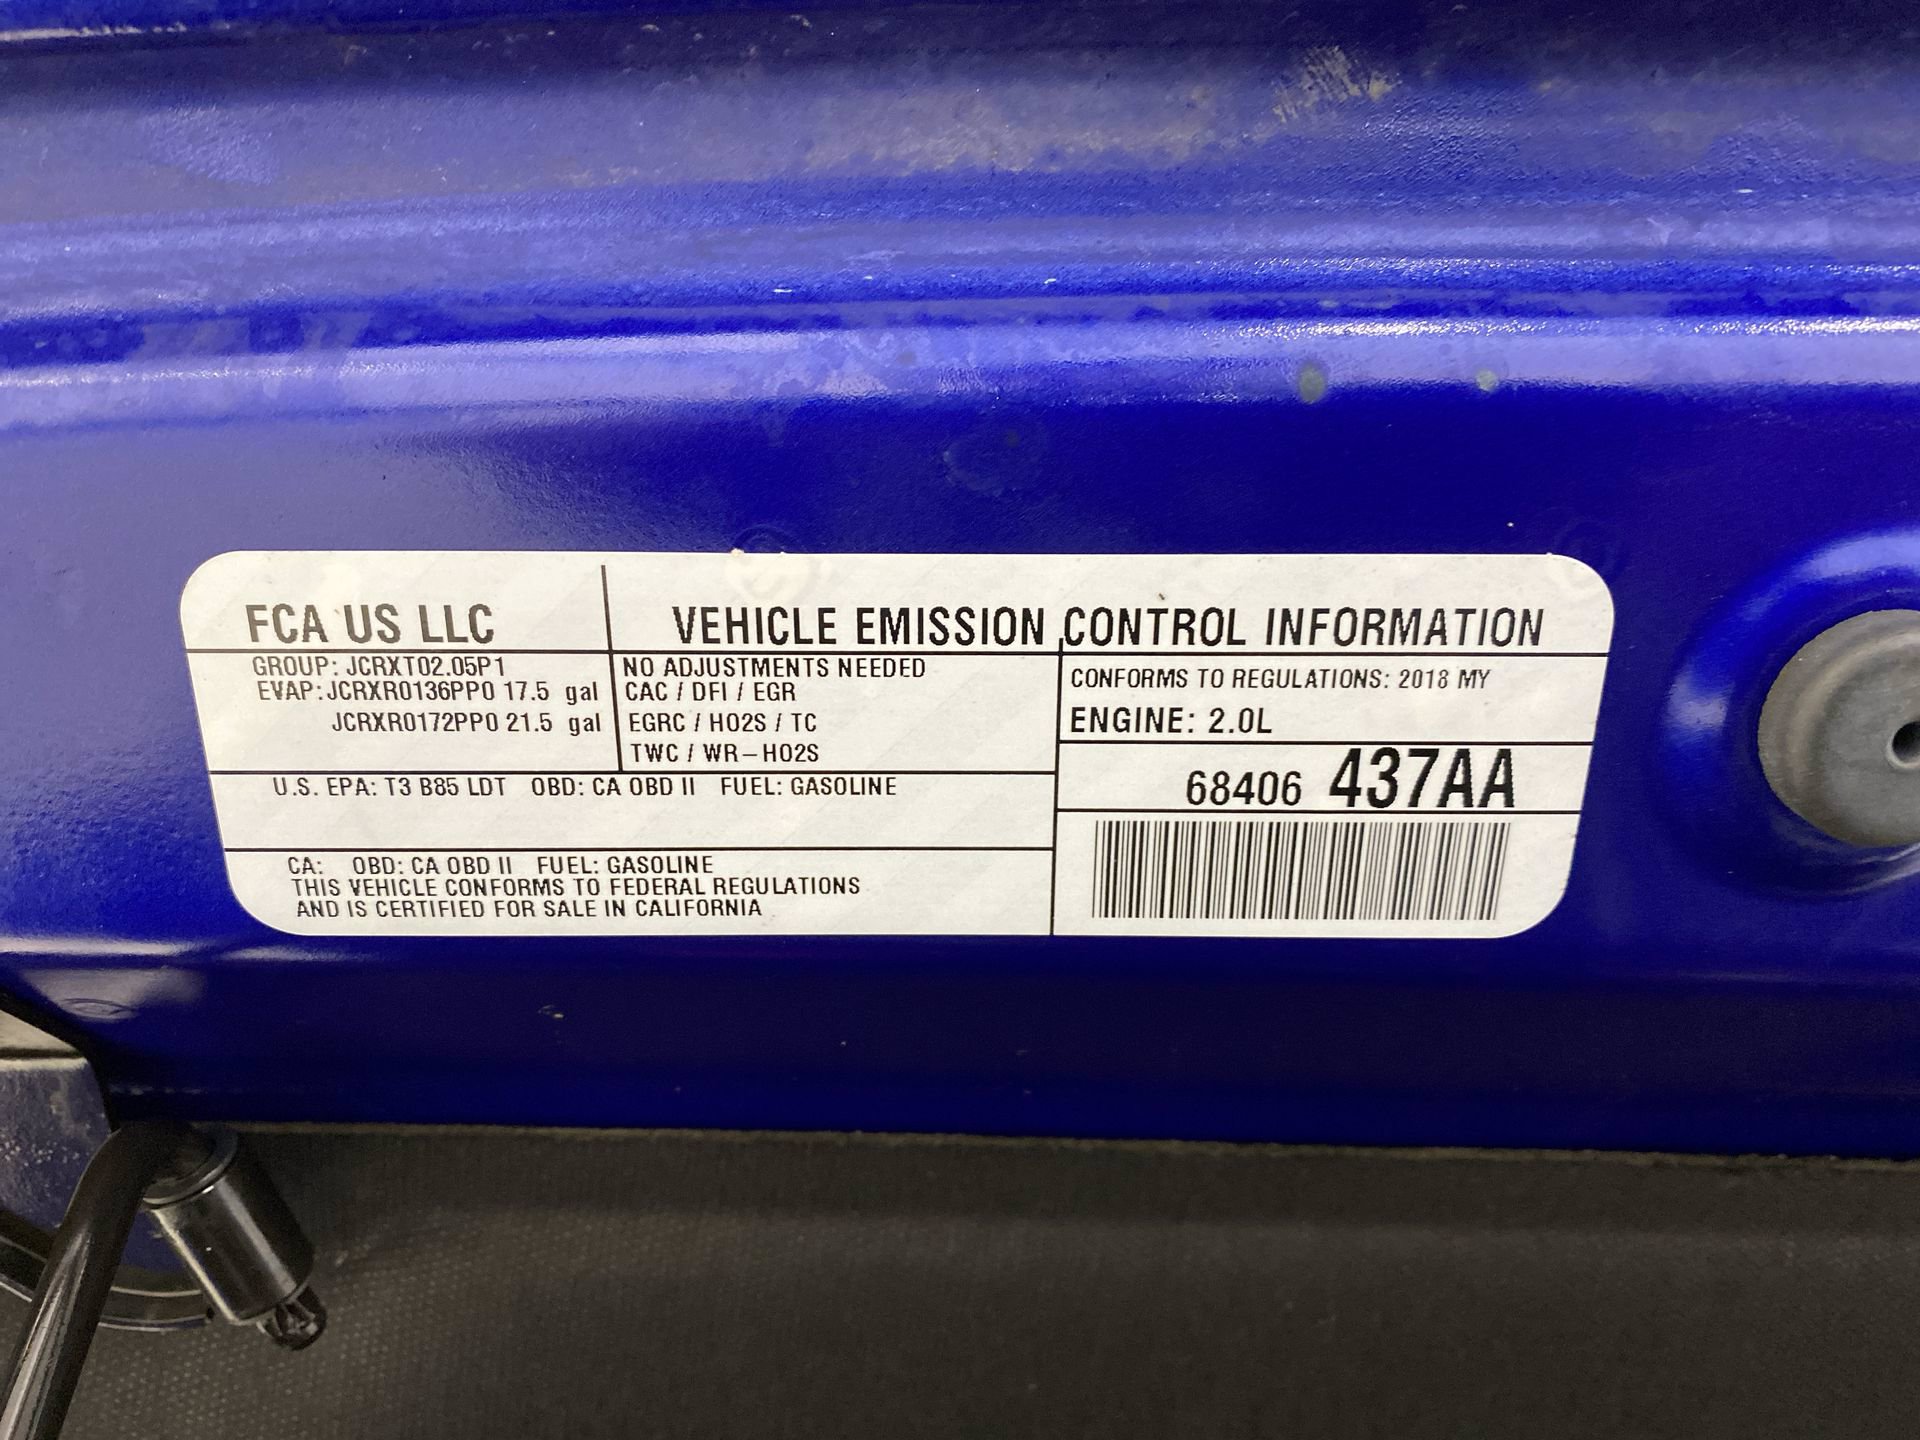 FCA US LLC
VEHICLE EMISSION CONTROL INFORMATION
GROUP: JCRXT02.05P1
EVAP: JCRXR0136PP0 17.5 gal
JCRXR0172PP0 21.5 gal
NO ADJUSTMENTS NEEDED
CAC / DFI / EGR
EGRC / HO2S / TC
TWC / WR-HO2S
CONFORMS TO REGULATIONS: 2018 MY
ENGINE: 2.0L
68406 437AA
U.S. EPA: T3 B85 LDT OBD: CA OBD II FUEL: GASOLINE
CA: OBD: CA OBD II FUEL: GASOLINE
THIS VEHICLE CONFORMS TO FEDERAL REGULATIONS
AND IS CERTIFIED FOR SALE IN CALIFORNIA